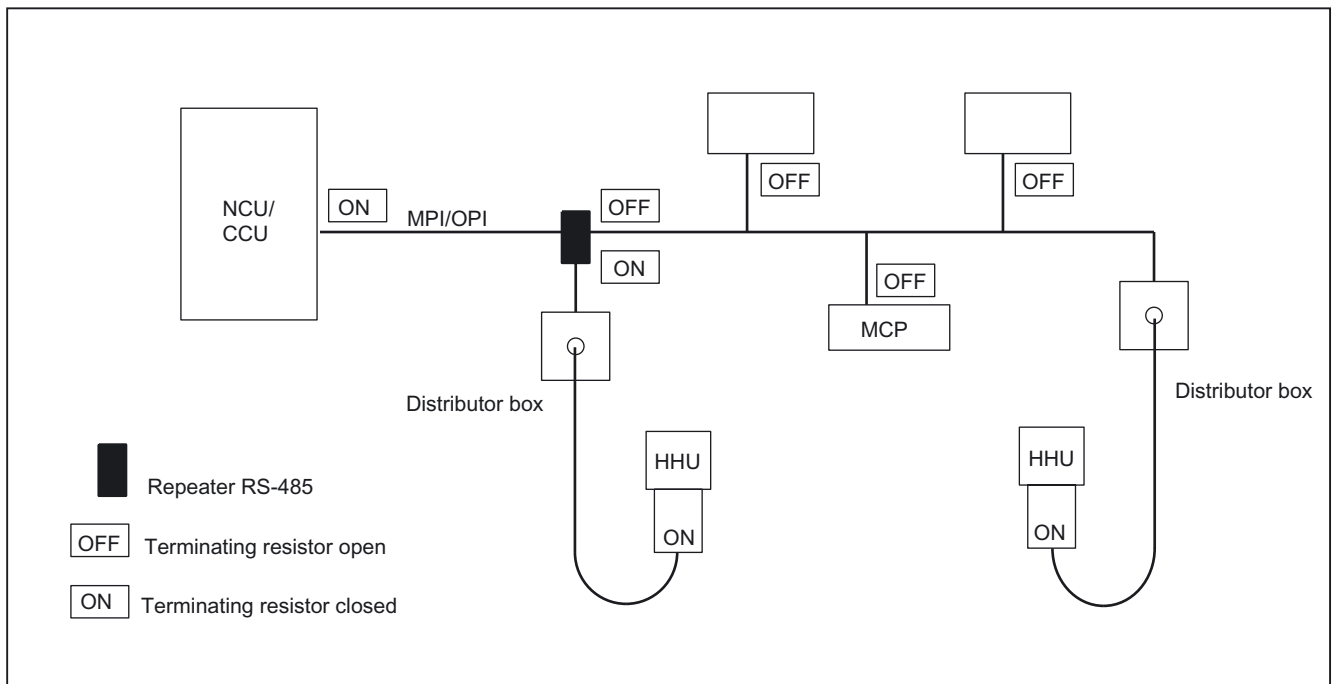 NCU/
CCU
ON
MPI/OPI
OFF
ON
OFF
OFF
OFF
MCP
Distributor box
Distributor box
HHU
ON
HHU
ON
Repeater RS-485
OFF Terminating resistor open
ON Terminating resistor closed